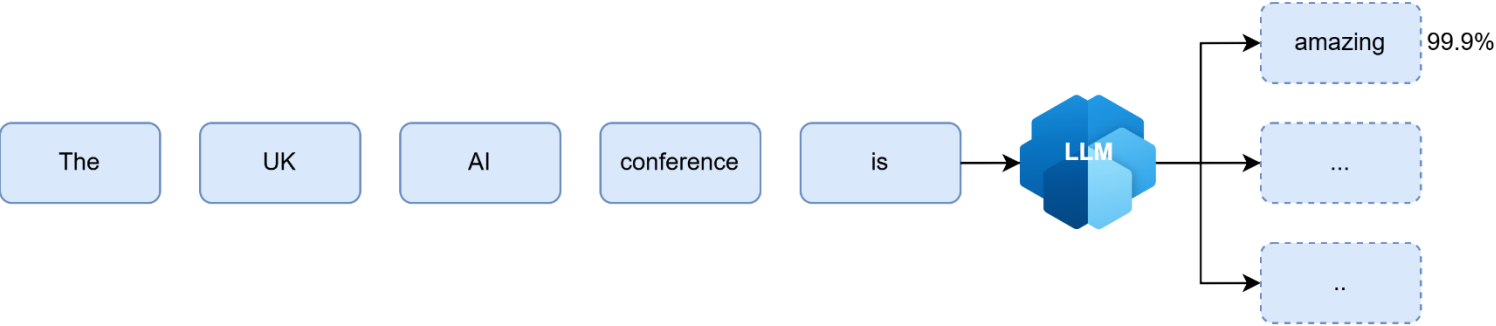 The
UK
AI
conference
is
LLM
amazing
99.9%
...
..